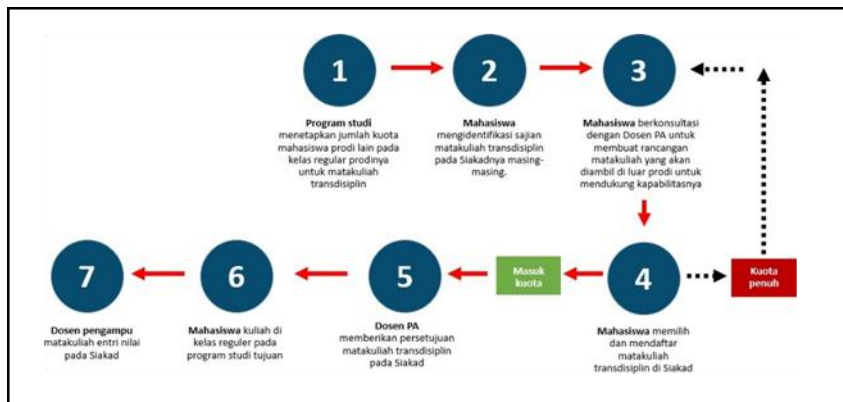 1
Program studi
menetapkan jumlah kuota
mahasiswa prodi lain pada
kelas regular prodinya
untuk matakuliah
transdisiplin
2
Mahasiswa
mengidentifikasi sajian
matakuliah transdisiplin
pada Siakadnya masing-
masing.
3
Mahasiswa berkonsultasi
dengan Dosen PA untuk
membuat rancangan
matakuliah yang akan
diambil di luar prodi untuk
mendukung kapabilitasnya
4
Mahasiswa memilih
dan mendaftar
matakuliah
transdisiplin di Siakad
Kuota
penuh
Masuk
kuota
5
Dosen PA
memberikan persetujuan
matakuliah transdisiplin
pada Siakad
6
Mahasiswa kuliah di
kelas reguler pada
program studi tujuan
7
Dosen pengampu
matakuliah entri nilai
pada Siakad